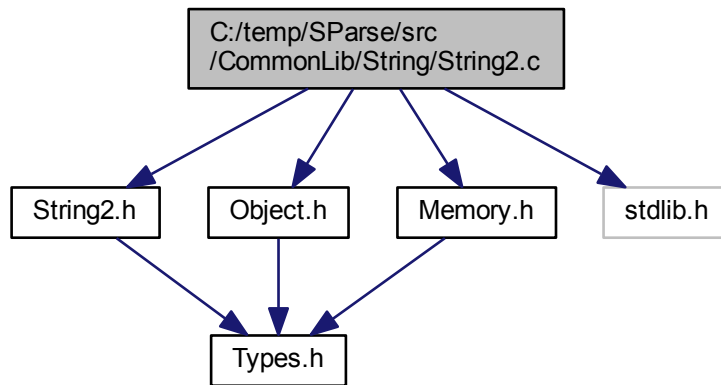 C:/temp/SParse/src
/CommonLib/String/String2.c
String2.h
Object.h
Memory.h
stdlib.h
Types.h